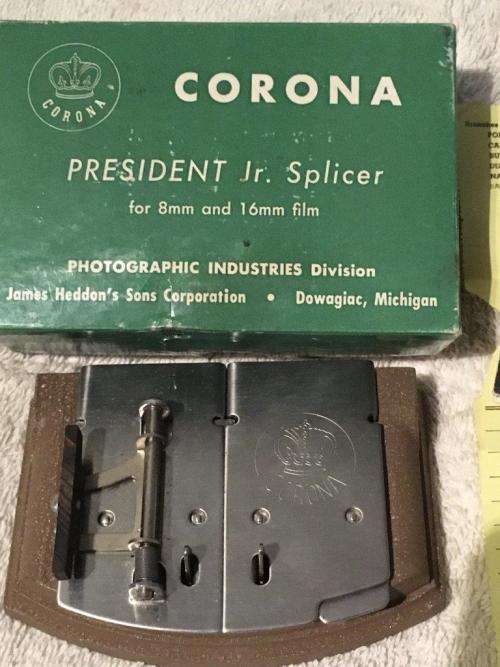 CORONA
CORONA
PRESIDENT Jr. Splicer
for 8mm and 16mm film
PHOTOGRAPHIC INDUSTRIES Division
James Heddon's Sons Corporation • Dowagiac, Michigan
CORONA